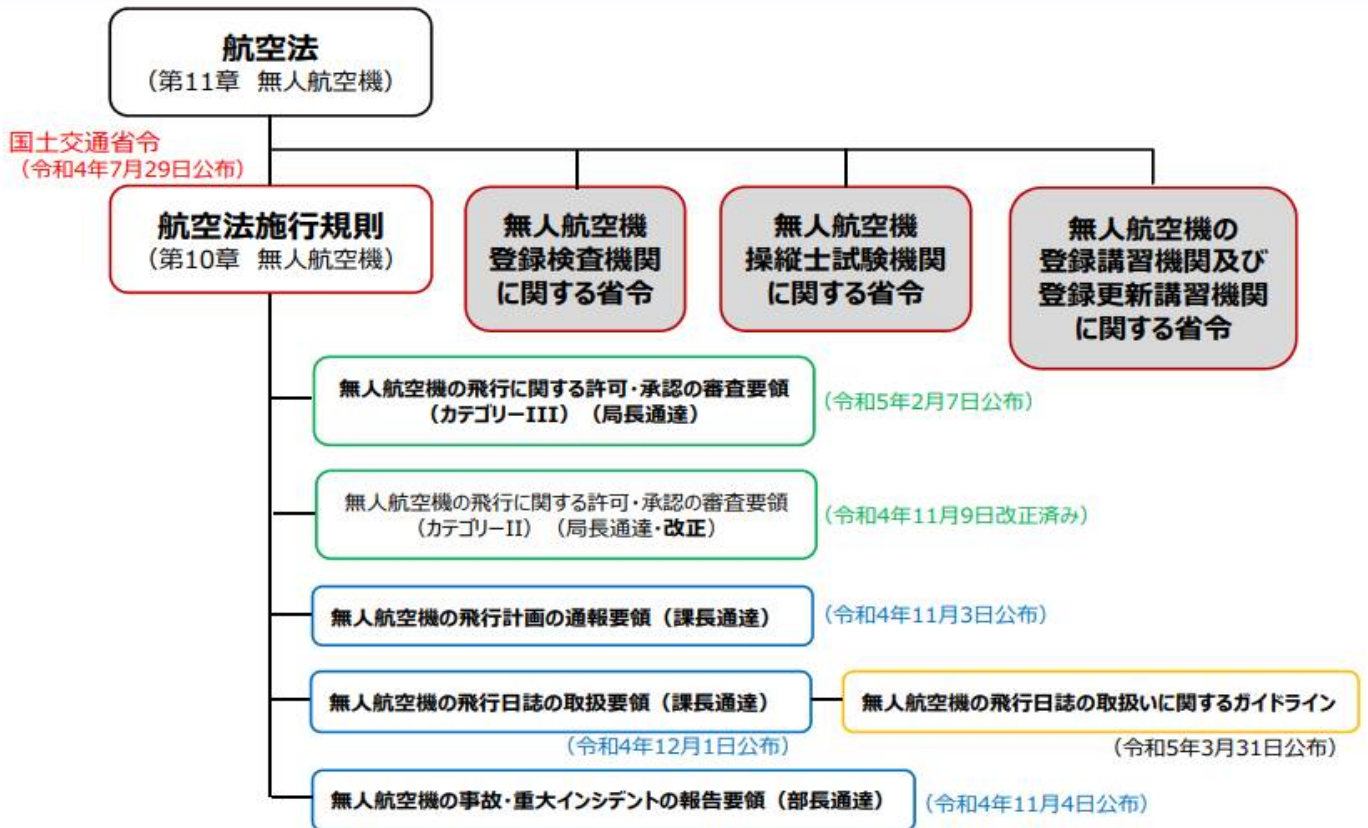 航空法
（第11章 無人航空機）
国土交通省令
（令和4年7月29日公布）
航空法施行規則
（第10章 無人航空機）
無人航空機
登録検査機関
に関する省令
無人航空機
操縦士試験機関
に関する省令
無人航空機の
登録講習機関及び
登録更新講習機関
に関する省令
無人航空機の飛行に関する許可・承認の審査要領
（カテゴリーIII）（局長通達）
（令和5年2月7日公布）
無人航空機の飛行に関する許可・承認の審査要領
（カテゴリーII）（局長通達・改正）
（令和4年11月9日改正済み）
無人航空機の飛行計画の通報要領（課長通達）
（令和4年11月3日公布）
無人航空機の飛行日誌の取扱要領（課長通達）
（令和4年12月1日公布）
無人航空機の飛行日誌の取扱いに関するガイドライン
（令和5年3月31日公布）
無人航空機の事故・重大インシデントの報告要領（部長通達）
（令和4年11月4日公布）